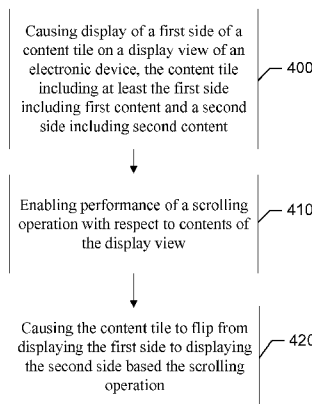 Causing display of a first side of a
content tile on a display view of an
electronic device, the content tile
including at least the first side
including first content and a second
side including second content
400
Enabling performance of a scrolling
operation with respect to contents of
the display view
410
Causing the content tile to flip from
displaying the first side to displaying
the second side based the scrolling
operation
420